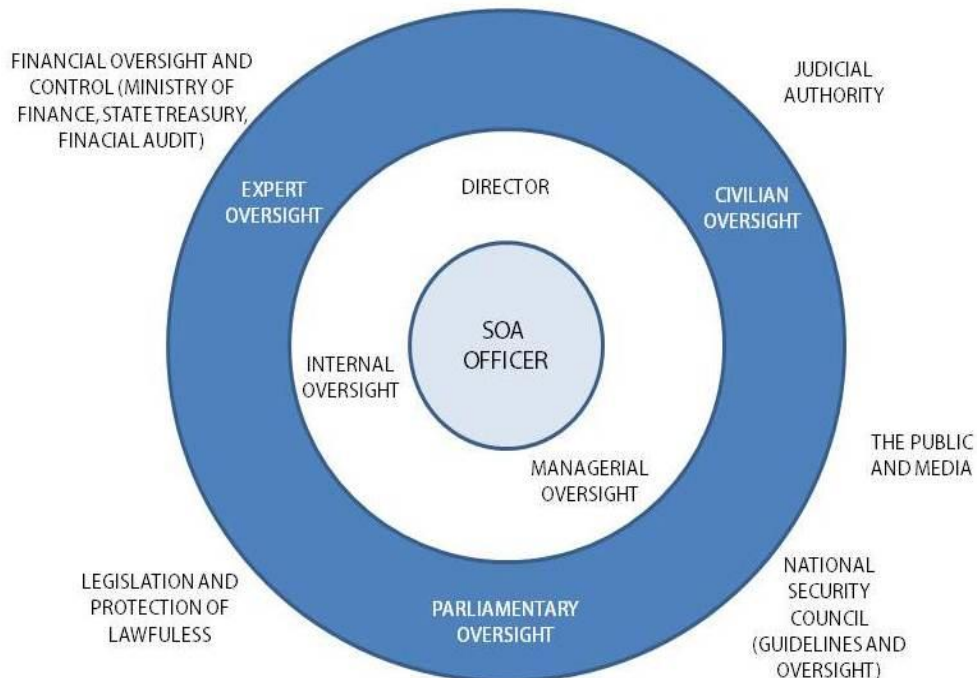 FINANCIAL OVERSIGHT AND
CONTROL (MINISTRY OF
FINANCE, STATE TREASURY,
FINACIAL AUDIT)
JUDICIAL
AUTHORITY
EXPERT
OVERSIGHT
DIRECTOR
CIVILIAN
OVERSIGHT
SOA
OFFICER
INTERNAL
OVERSIGHT
MANAGERIAL
OVERSIGHT
THE PUBLIC
AND MEDIA
LEGISLATION AND
PROTECTION OF
LAWFULESS
PARLIAMENTARY
OVERSIGHT
NATIONAL
SECURITY
COUNCIL
(GUIDELINES AND
OVERSIGHT)